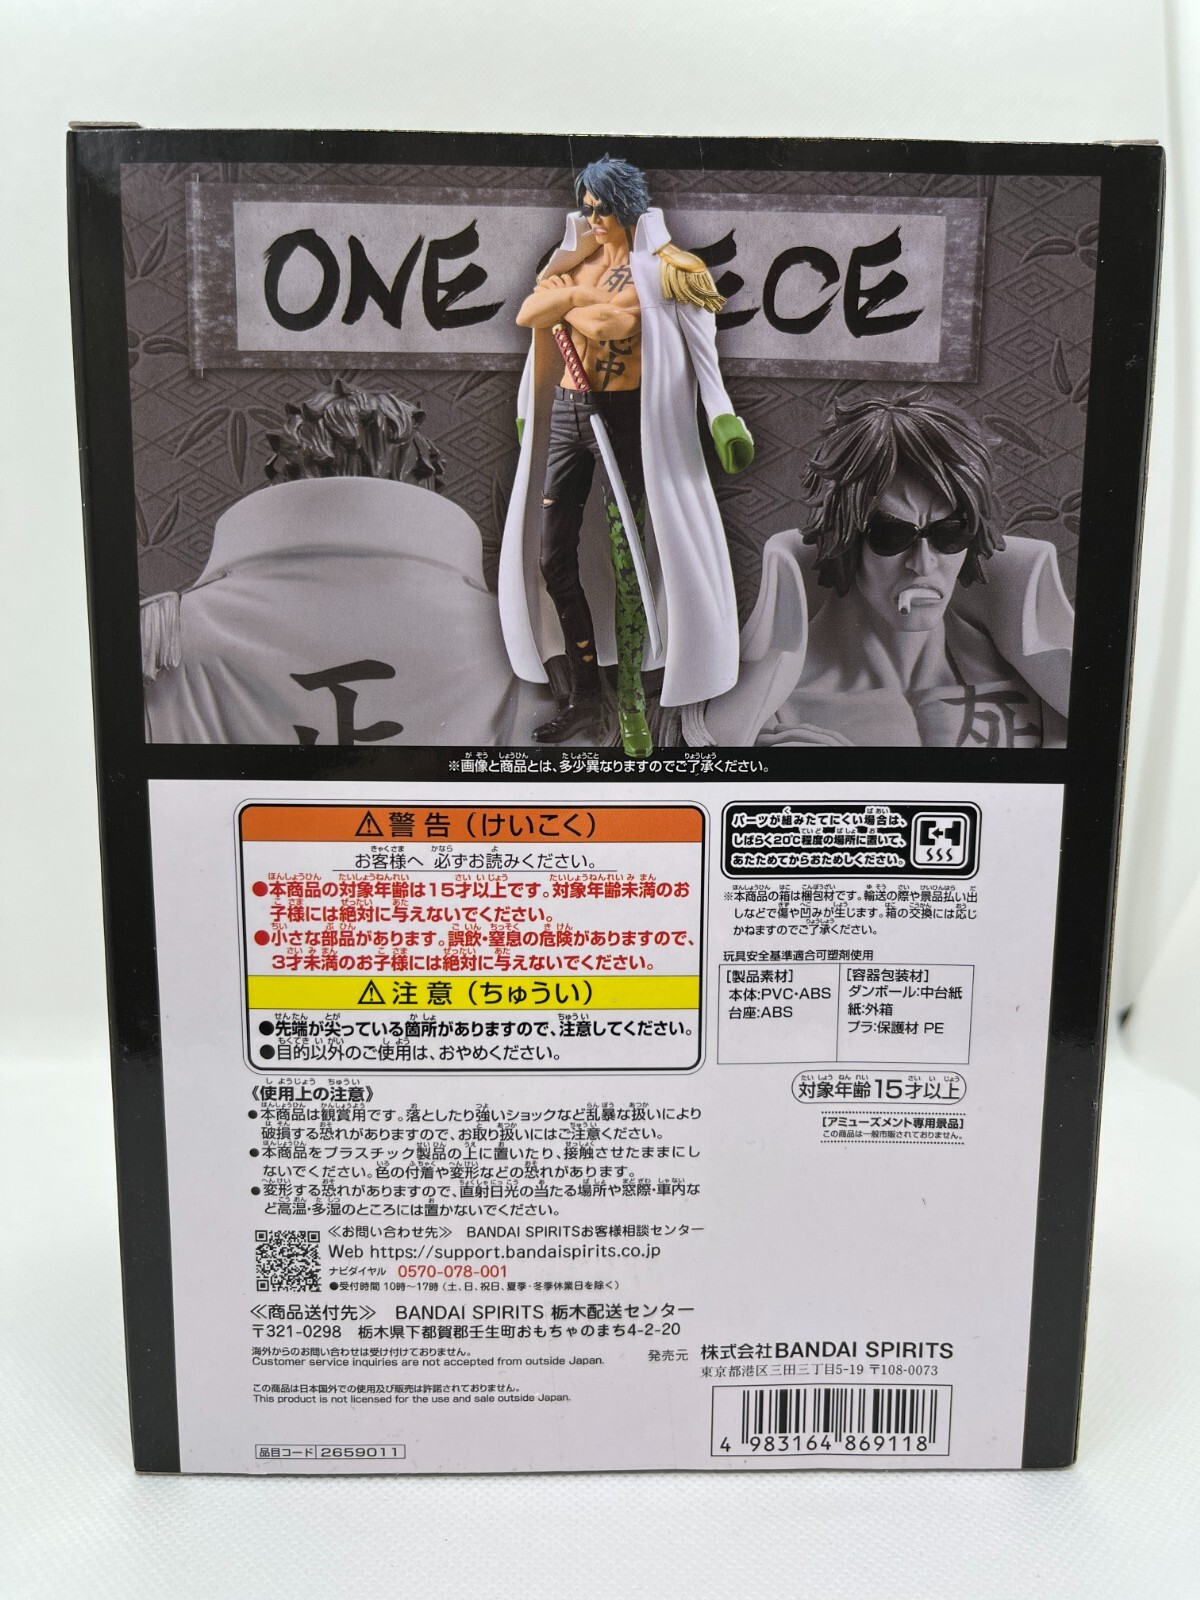 ONE PIECE
死
心中
正
死
※画像と商品とは、多少異なりますのでご了承ください。
⚠警告（けいこく）
お客様へ 必ずお読みください。
●本商品の対象年齢は15才以上です。対象年齢未満のお
子様には絶対に与えないでください。
●小さな部品があります。誤飲・窒息の危険がありますので、
3才未満のお子様には絶対に与えないでください。
⚠注意（ちゅうい）
●先端が尖っている箇所がありますので、注意してください。
●目的以外のご使用は、おやめください。
《使用上の注意》
●本商品は観賞用です。落としたり強いショックなど乱暴な扱いにより
破損する恐れがありますので、お取り扱いにはご注意ください。
●本商品をプラスチック製品の上に置いたり、接触させたままにし
ないでください。色の付着や変形などの恐れがあります。
●変形する恐れがありますので、直射日光の当たる場所や窓際・車内な
ど高温・多湿のところには置かないでください。
≪お問い合わせ先≫ BANDAI SPIRITSお客様相談センター
Web https://support.bandaispirits.co.jp
ナビダイヤル 0570-078-001
●受付時間 10時〜17時（土、日、祝日、夏季・冬季休業日を除く）
≪商品送付先≫ BANDAI SPIRITS 栃木配送センター
〒321-0298 栃木県下都賀郡壬生町おもちゃのまち4-2-20
海外からのお問い合わせは受け付けておりません。
Customer service inquiries are not accepted from outside Japan.
この商品は日本国外での使用及び販売は許諾されておりません。
This product is not licensed for the use and sale outside Japan.
品目コード 2659011
パーツが組みたてにくい場合は、
しばらく20℃程度の場所に置いて、
あたためてからおためしください。
※本商品の箱は梱包材です。輸送の際や景品払い出
しなどで傷や凹みが生じます。箱の交換には応じ
かねますのでご了承ください。
玩具安全基準適合可塑剤使用
[製品素材]
本体:PVC・ABS
台座:ABS
[容器包装材]
ダンボール:中台紙
紙:外箱
プラ:保護材 PE
対象年齢15才以上
[アミューズメント専用景品]
この商品は一般市販されておりません。
発売元 株式会社BANDAI SPIRITS
東京都港区三田三丁目5-19 〒108-0073
4 983164 869118